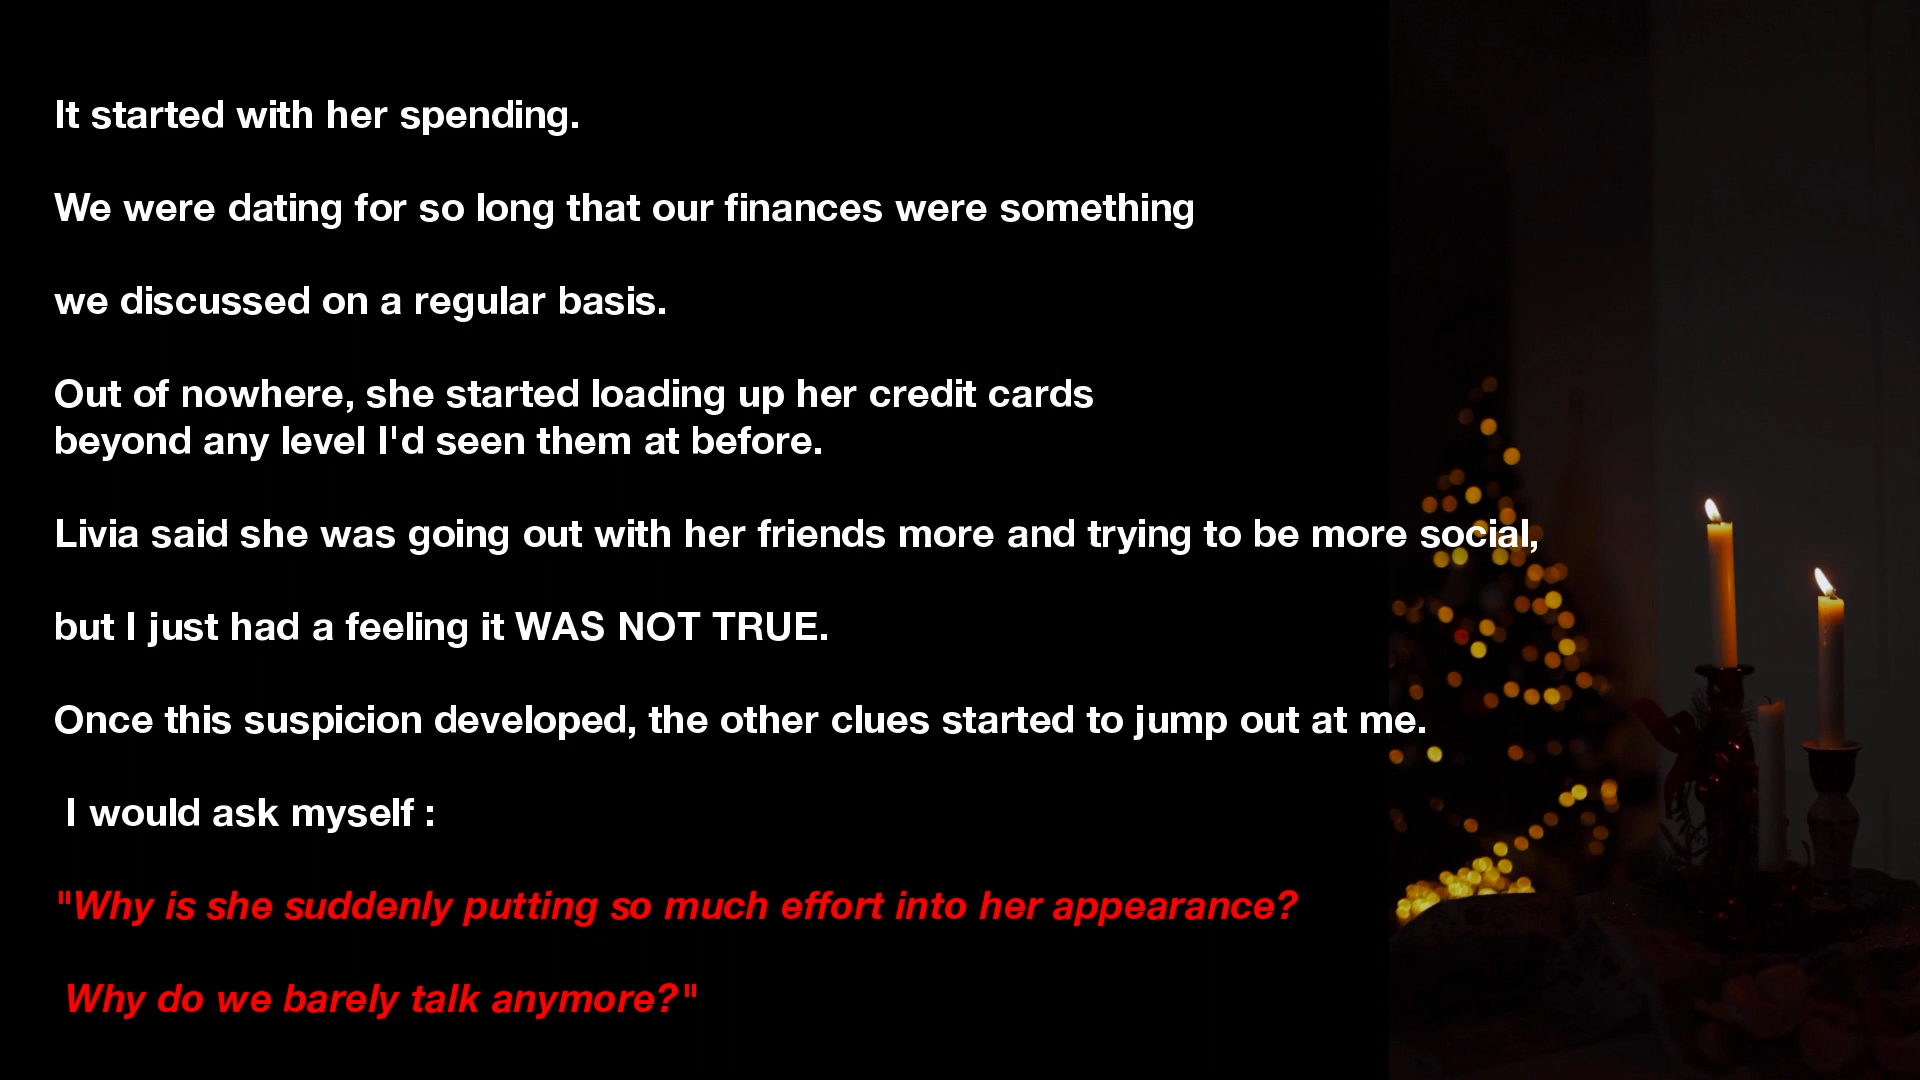 It started with her spending.
We were dating for so long that our finances were something
we discussed on a regular basis.
Out of nowhere, she started loading up her credit cards
beyond any level I'd seen them at before.
Livia said she was going out with her friends more and trying to be more social,
but I just had a feeling it WAS NOT TRUE.
Once this suspicion developed, the other clues started to jump out at me.
I would ask myself :
"Why is she suddenly putting so much effort into her appearance?
Why do we barely talk anymore?"